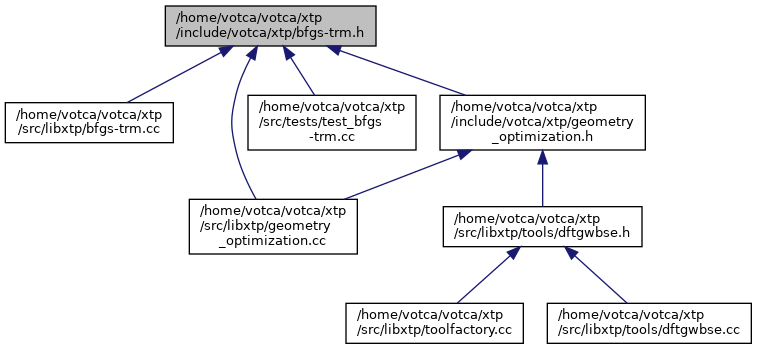 /home/votca/votca/xtp
/include/votca/xtp/bfgs-trm.h
/home/votca/votca/xtp
/src/libxtp/bfgs-trm.cc
/home/votca/votca/xtp
/src/tests/test_bfgs
-trm.cc
/home/votca/votca/xtp
/include/votca/xtp/geometry
_optimization.h
/home/votca/votca/xtp
/src/libxtp/geometry
_optimization.cc
/home/votca/votca/xtp
/src/libxtp/tools/dftgwbse.h
/home/votca/votca/xtp
/src/libxtp/toolfactory.cc
/home/votca/votca/xtp
/src/libxtp/tools/dftgwbse.cc